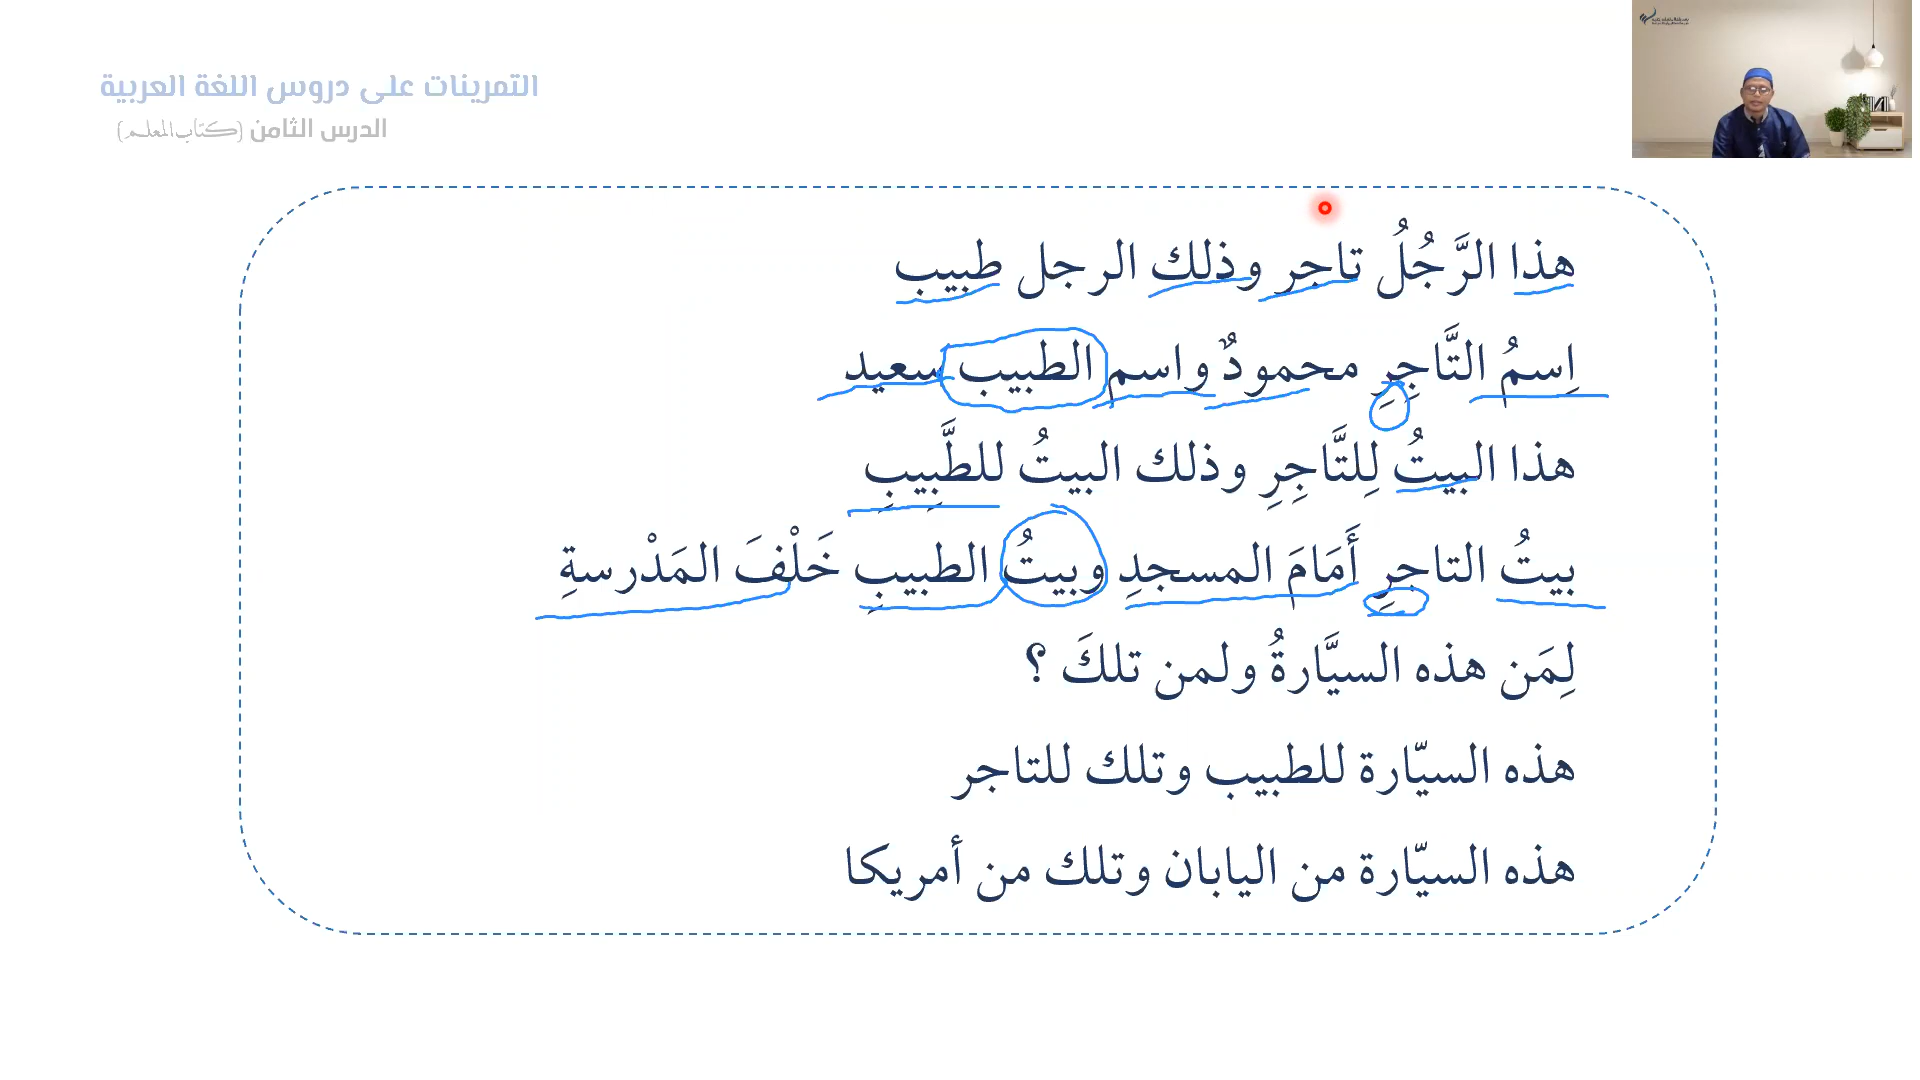 التمرينات على دروس اللغة العربية
الدرس الثامن (كتاب المعلم)
هذا الرَّجُلُ تاجر وذلك الرجل طبيب
اِسمُ التَّاجِرِ محمودٌ واسم الطبيب سعيد
هذا البيتُ لِلتَّاجِرِ وذلك البيتُ للطَّبِيبِ
بيتُ التاجرِ أَمَامَ المسجدِ وبيتُ الطبيبِ خَلْفَ المَدْرسةِ
لِمَن هذه السيَّارةُ ولمن تلكَ ؟
هذه السيّارة للطبيب وتلك للتاجر
هذه السيّارة من اليابان وتلك من أمريكا